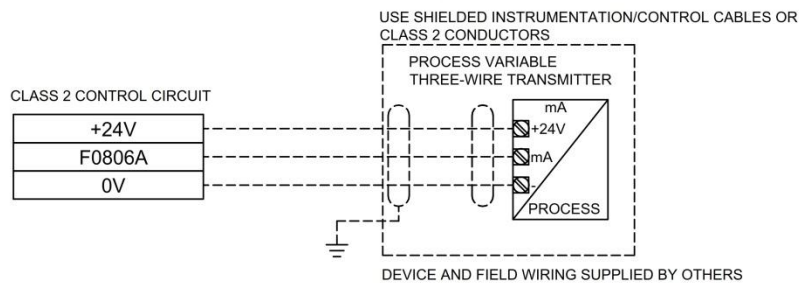 USE SHIELDED INSTRUMENTATION/CONTROL CABLES OR
CLASS 2 CONDUCTORS
PROCESS VARIABLE
THREE-WIRE TRANSMITTER
CLASS 2 CONTROL CIRCUIT
mA
+24V
+24V
F0806A
mA
0V
-
PROCESS
DEVICE AND FIELD WIRING SUPPLIED BY OTHERS